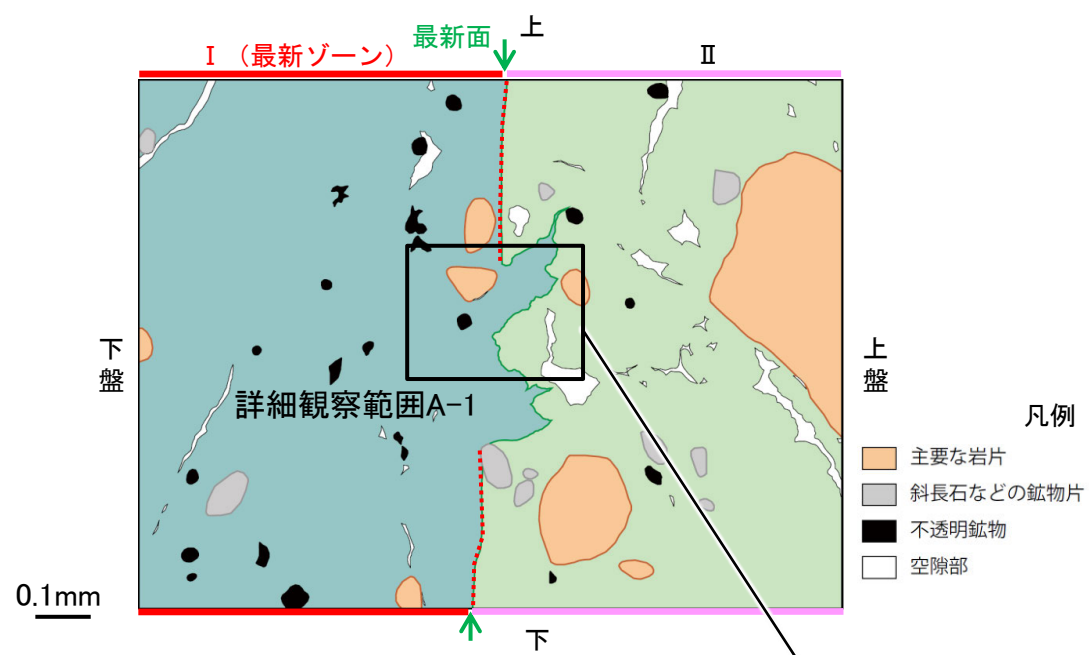 上
最新面
Ⅰ (最新ゾーン)
Ⅱ
下盤
上盤
詳細観察範囲A-1
凡例
主要な岩片
斜長石などの鉱物片
不透明鉱物
空隙部
0.1mm
下